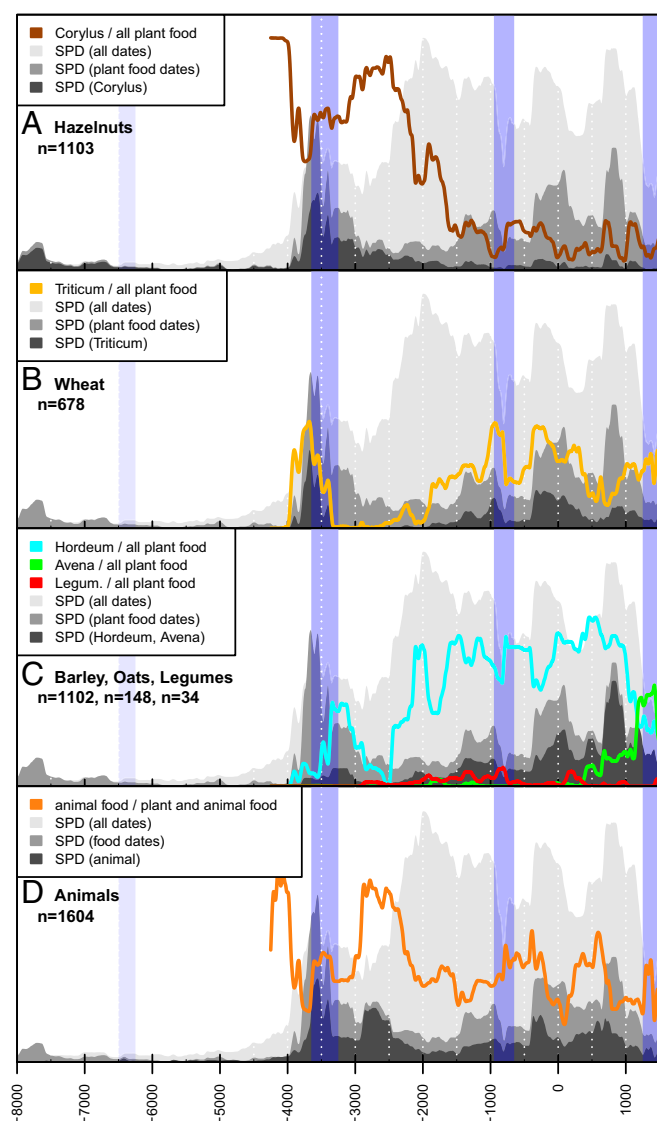 Corylus / all plant food
SPD (all dates)
SPD (plant food dates)
SPD (Corylus)
A Hazelnuts
n=1103
Triticum / all plant food
SPD (all dates)
SPD (plant food dates)
SPD (Triticum)
B Wheat
n=678
Hordeum / all plant food
Avena / all plant food
Legum. / all plant food
SPD (all dates)
SPD (plant food dates)
SPD (Hordeum, Avena)
C Barley, Oats, Legumes
n=1102, n=148, n=34
animal food / plant and animal food
SPD (all dates)
SPD (food dates)
SPD (animal)
D Animals
n=1604
-8000 -7000 -6000 -5000 -4000 -3000 -2000 -1000 0 1000